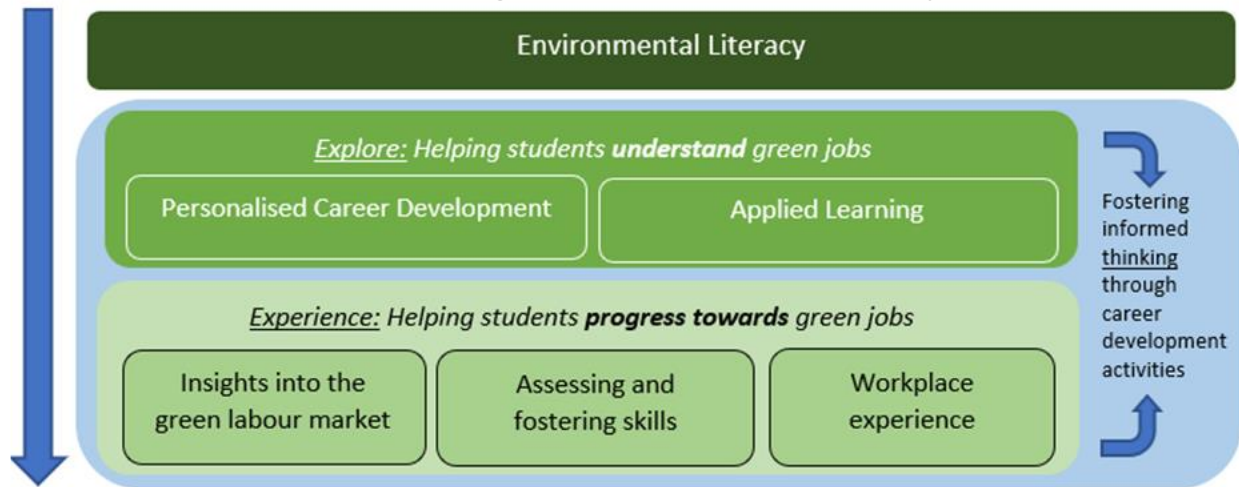 Environmental Literacy
Explore: Helping students understand green jobs
Personalised Career Development
Applied Learning
Experience: Helping students progress towards green jobs
Insights into the
green labour market
Assessing and
fostering skills
Workplace
experience
Fostering
informed
thinking
through
career
development
activities